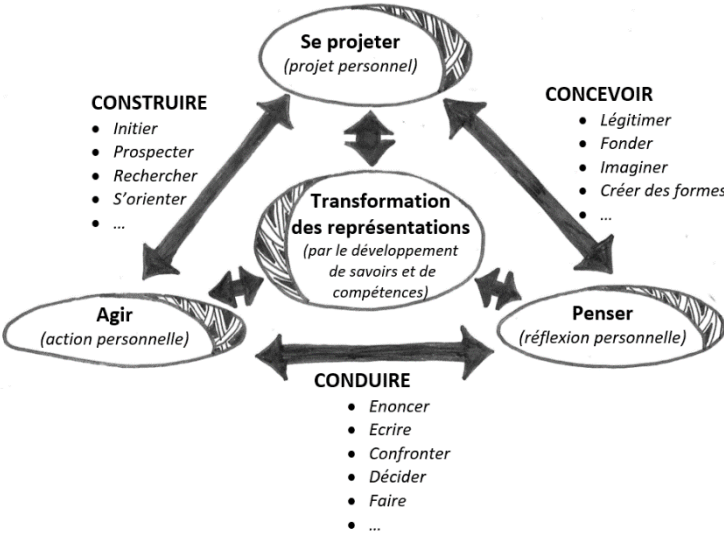 Se projeter
(projet personnel)
CONSTRUIRE
• Initier
• Prospecter
• Rechercher
• S'orienter
• ...
CONCEVOIR
• Légitimer
• Fonder
• Imaginer
• Créer des formes
• ...
Transformation
des représentations
(par le développement
de savoirs et de
compétences)
Agir
(action personnelle)
Penser
(réflexion personnelle)
CONDUIRE
• Enoncer
• Ecrire
• Confronter
• Décider
• Faire
• ...